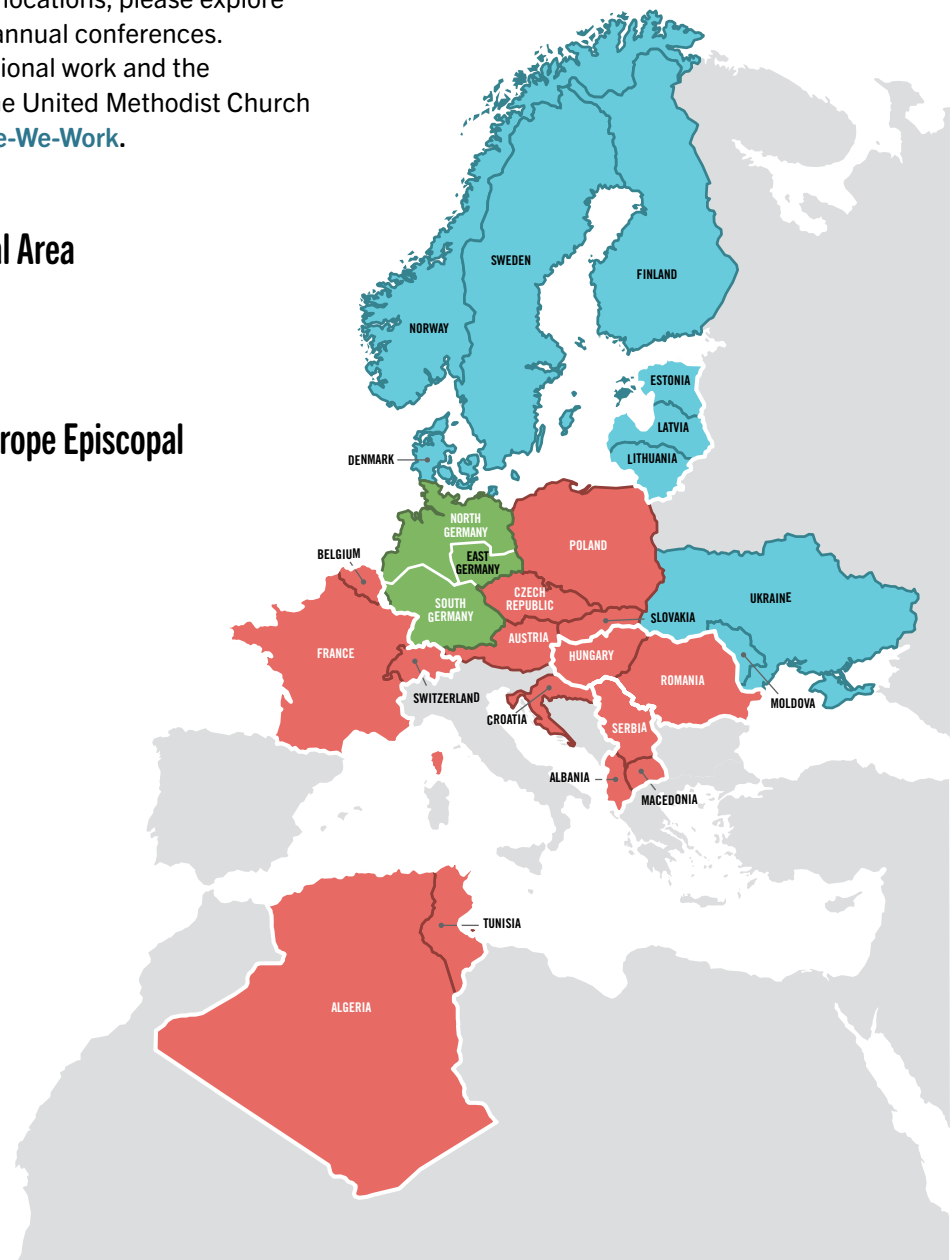 locations, please explore
annual conferences.
ional work and the
e United Methodist Church
e-We-Work.
al Area
rope Episcopal
SWEDEN
FINLAND
NORWAY
ESTONIA
LATVIA
LITHUANIA
DENMARK
NORTH
GERMANY
EAST
GERMANY
POLAND
BELGIUM
CZECH
REPUBLIC
UKRAINE
SOUTH
GERMANY
SLOVAKIA
AUSTRIA
FRANCE
HUNGARY
ROMANIA
SWITZERLAND
MOLDOVA
CROATIA
SERBIA
ALBANIA
MACEDONIA
TUNISIA
ALGERIA